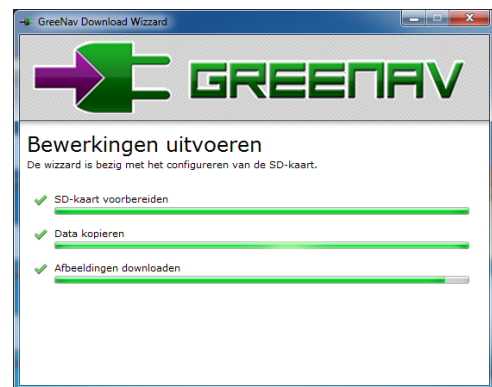 GreeNav Download Wizzard
GREENAV
Bewerkingen uitvoeren
De wizzard is bezig met het configureren van de SD-kaart.
SD-kaart voorbereiden
Data kopieren
Afbeeldingen downloaden